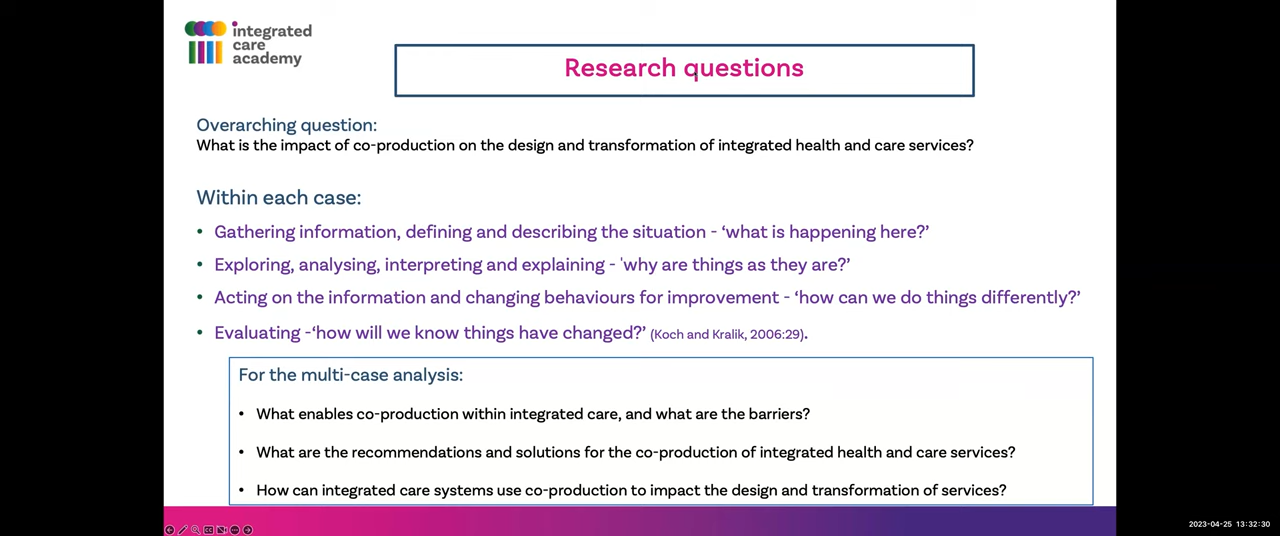 integrated
care
academy
Research questions
Overarching question:
What is the impact of co-production on the design and transformation of integrated health and care services?
Within each case:
• Gathering information, defining and describing the situation - ‘what is happening here?’
• Exploring, analysing, interpreting and explaining - 'why are things as they are?’
• Acting on the information and changing behaviours for improvement - ‘how can we do things differently?’
• Evaluating -‘how will we know things have changed?’ (Koch and Kralik, 2006:29).
For the multi-case analysis:
• What enables co-production within integrated care, and what are the barriers?
• What are the recommendations and solutions for the co-production of integrated health and care services?
• How can integrated care systems use co-production to impact the design and transformation of services?
2023-04-25 13:32:30